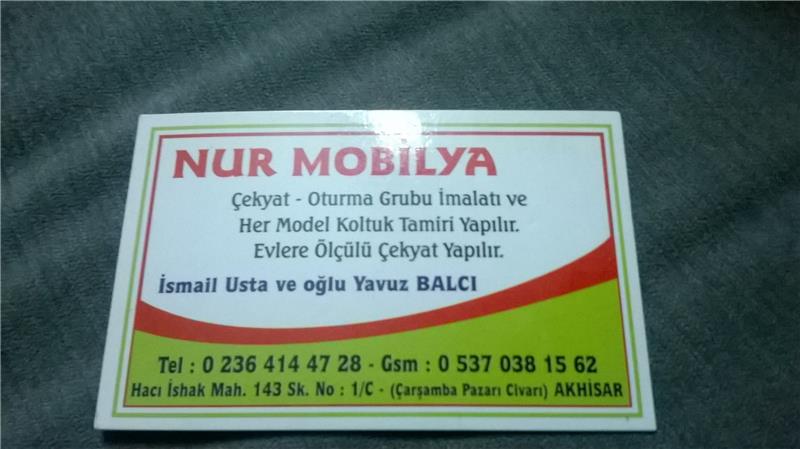 NUR MOBİLYA
Çekyat - Oturma Grubu İmalatı ve
Her Model Koltuk Tamiri Yapılır.
Evlere Ölçülü Çekyat Yapılır.
İsmail Usta ve oğlu Yavuz BALCI
Tel : 0 236 414 47 28 - Gsm : 0 537 038 15 62
Hacı İshak Mah. 143 Sk. No : 1/C - (Çarşamba Pazarı Civarı) AKHİSAR